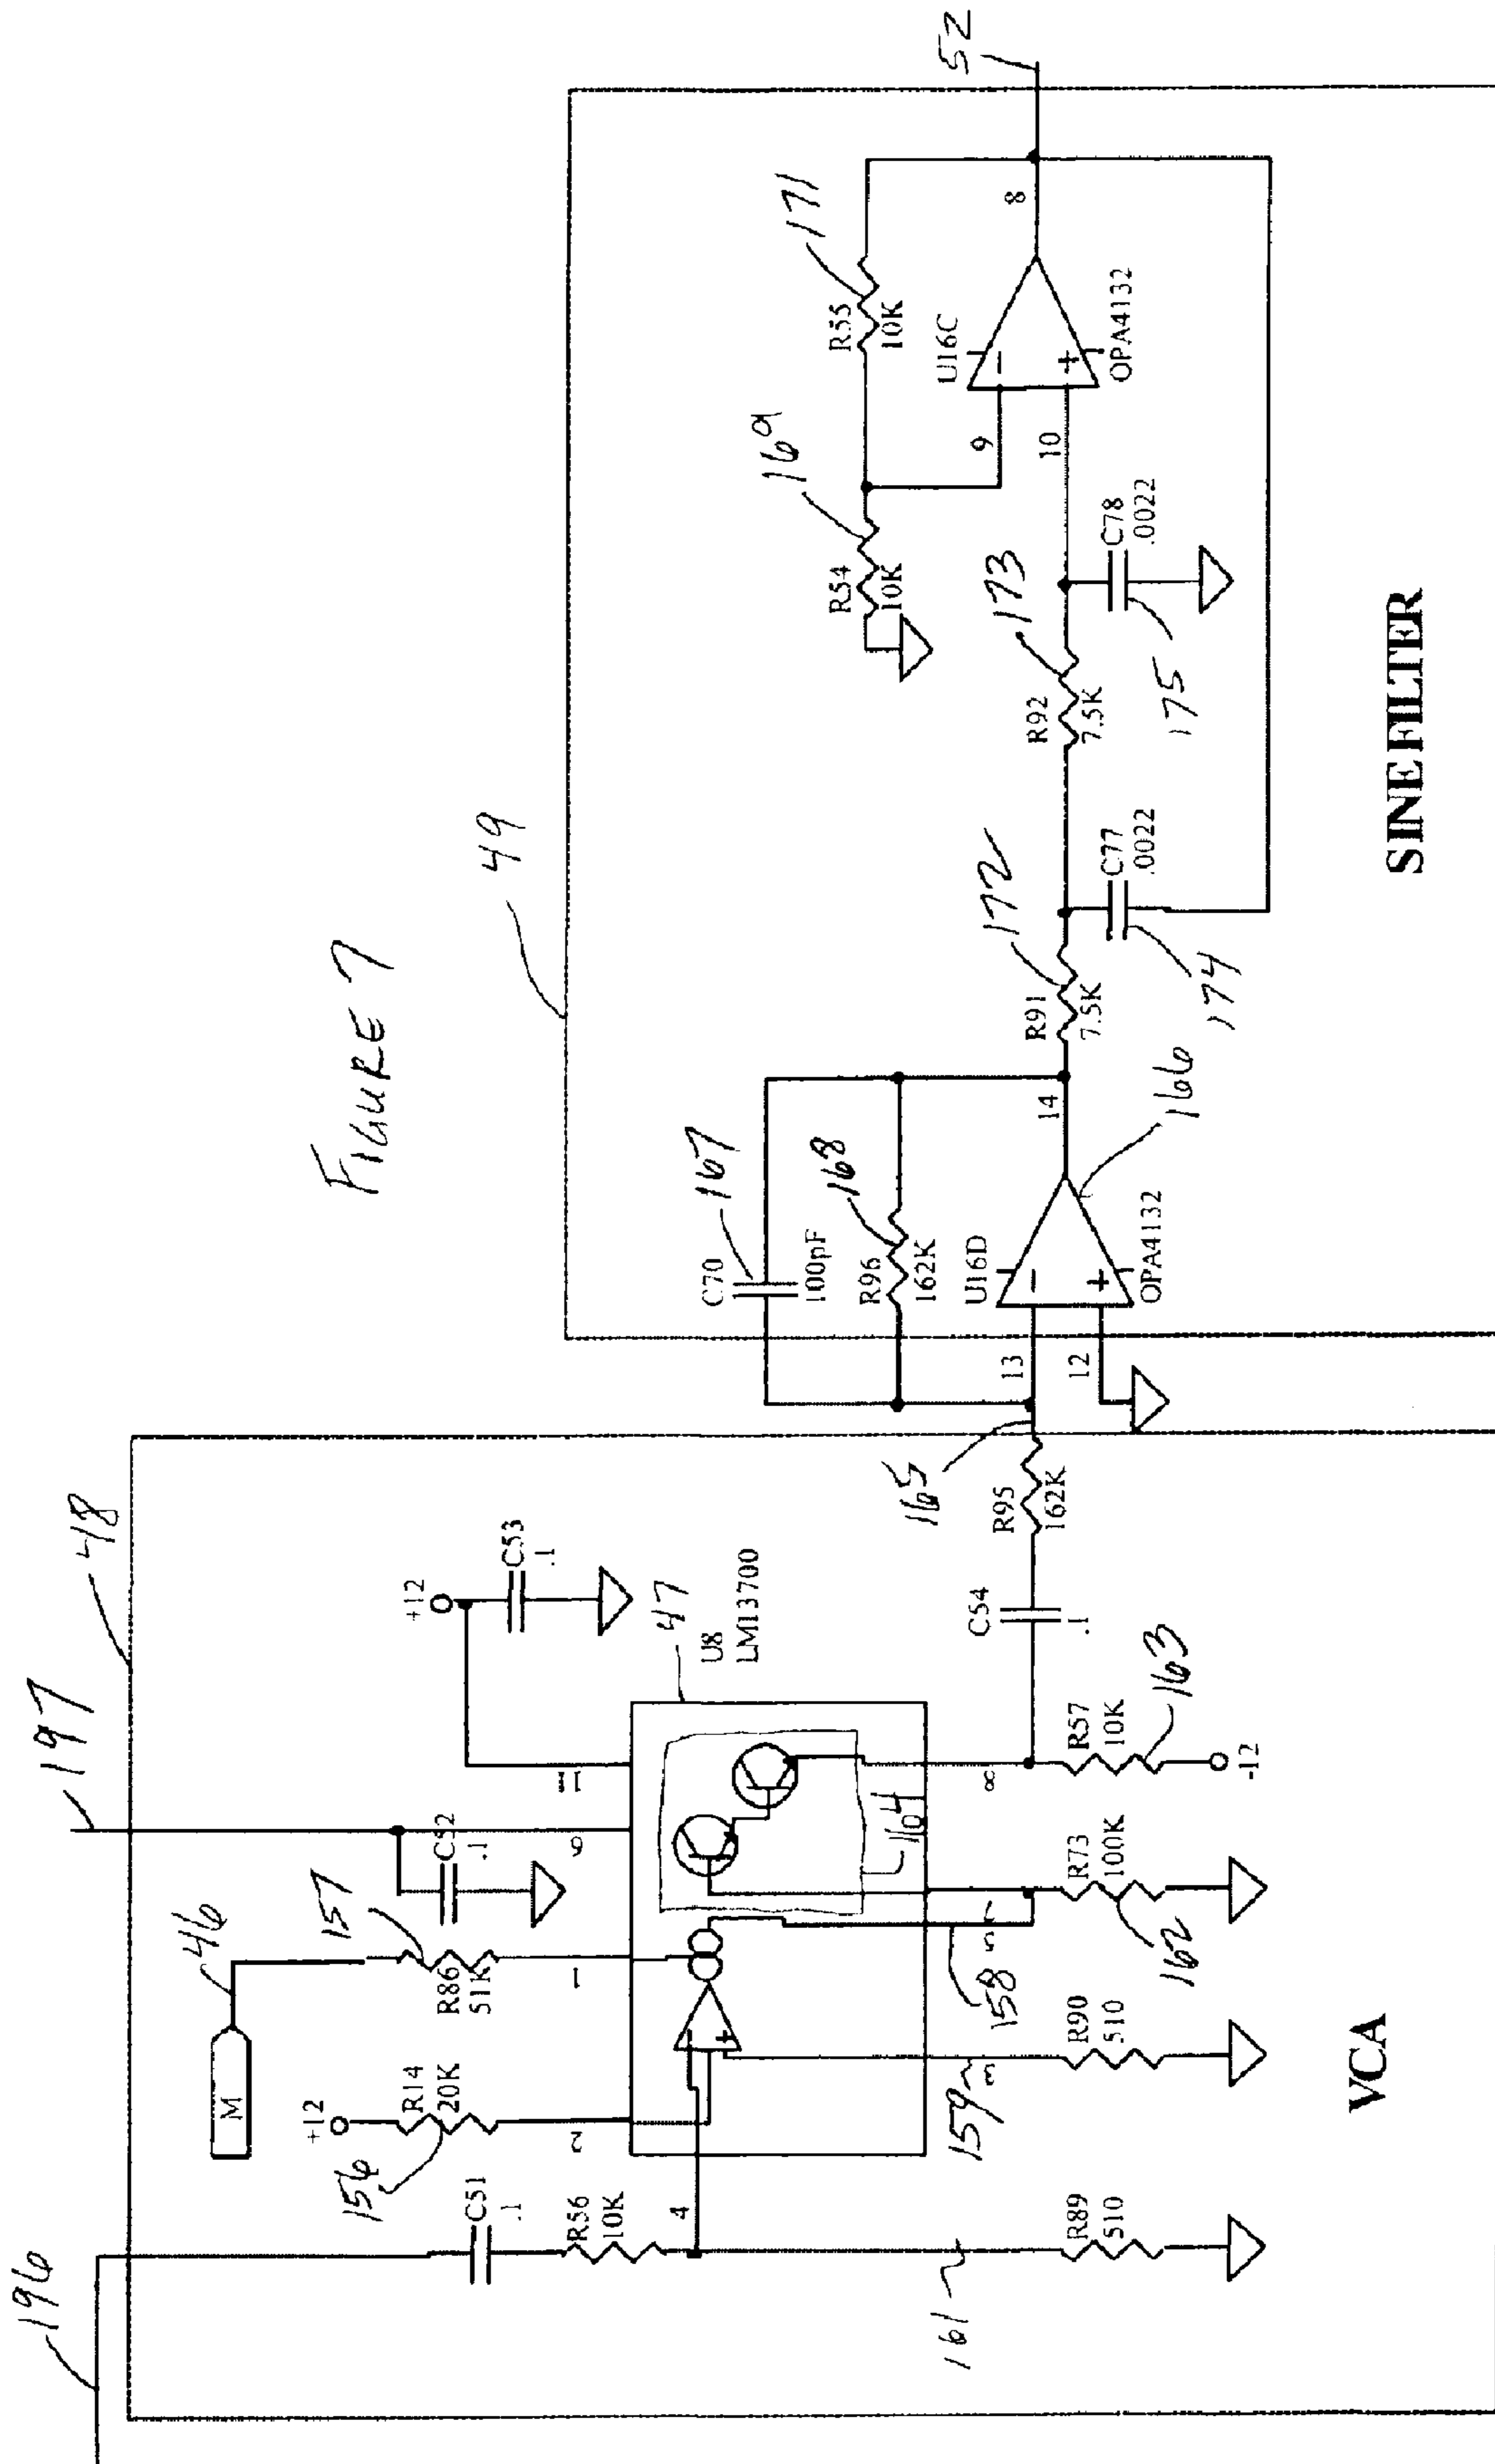 FIGURE 7
196
197
48
49
46
M
157
156
+12
R14
20K
R86
51K
C51
.1
R56
10K
C52
.1
+12
C53
.1
47
U8
LM13700
2
1
6
11
4
5
7
3
8
164
158
159
161
R89
510
R90
510
R73
100K
162
R57
10K
163
-12
C54
.1
R95
162K
165
VCA
C70
100pF
167
R96
162K
168
13
12
14
U16D
OPA4132
166
R91
7.5K
172
C77
.0022
174
R92
7.5K
173
C78
.0022
175
R54
10K
169
R55
10K
171
9
10
8
U16C
OPA4132
52
SINE FILTER